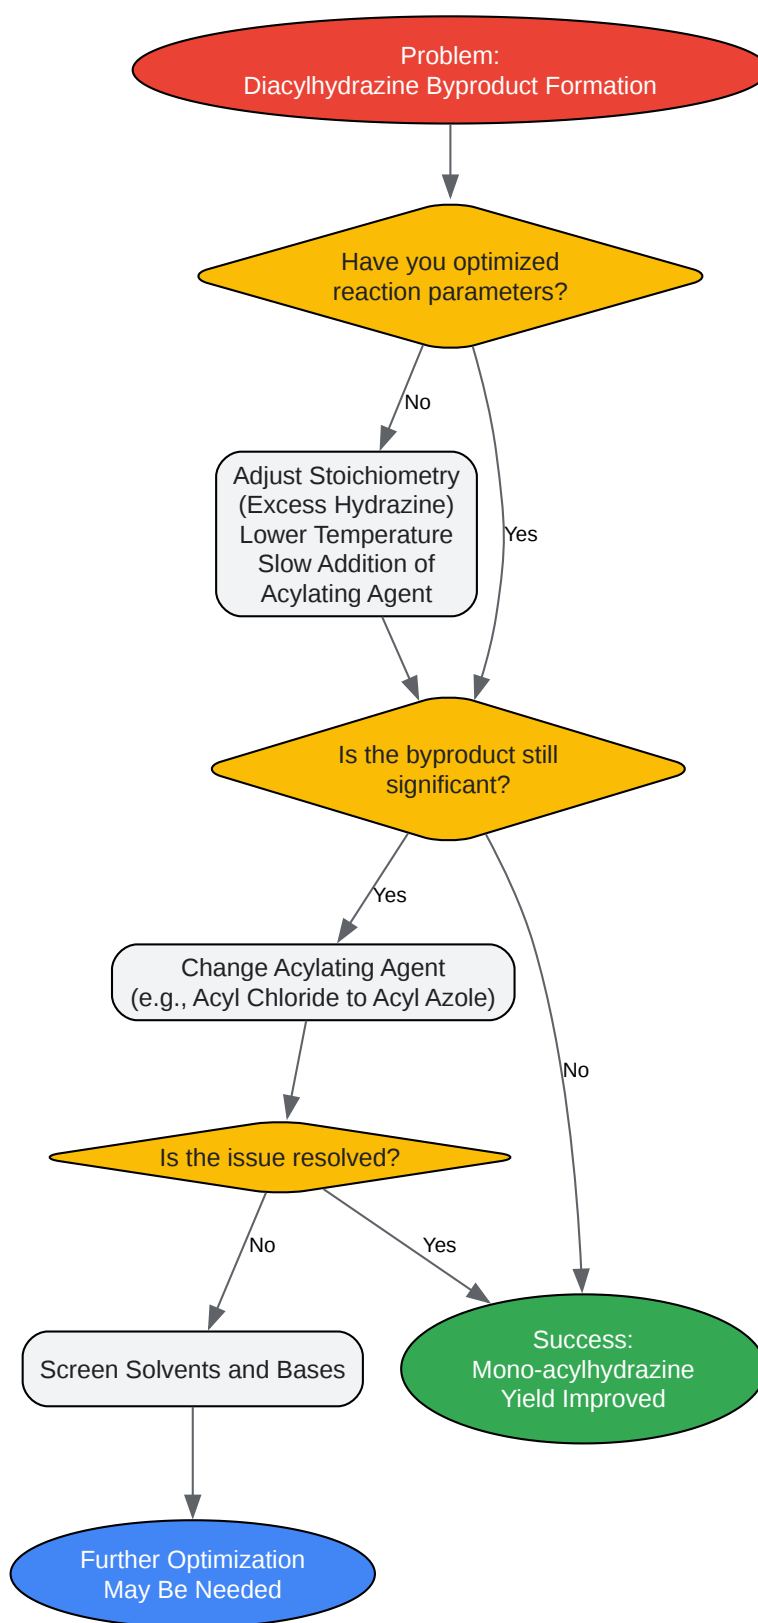 Problem:
Diacylhydrazine Byproduct Formation
Have you optimized
reaction parameters?
No
Adjust Stoichiometry
(Excess Hydrazine)
Lower Temperature
Slow Addition of
Acylating Agent
Yes
Is the byproduct still
significant?
Yes
Change Acylating Agent
(e.g., Acyl Chloride to Acyl Azole)
No
Is the issue resolved?
No
Yes
Screen Solvents and Bases
Success:
Mono-acylhydrazine
Yield Improved
Further Optimization
May Be Needed